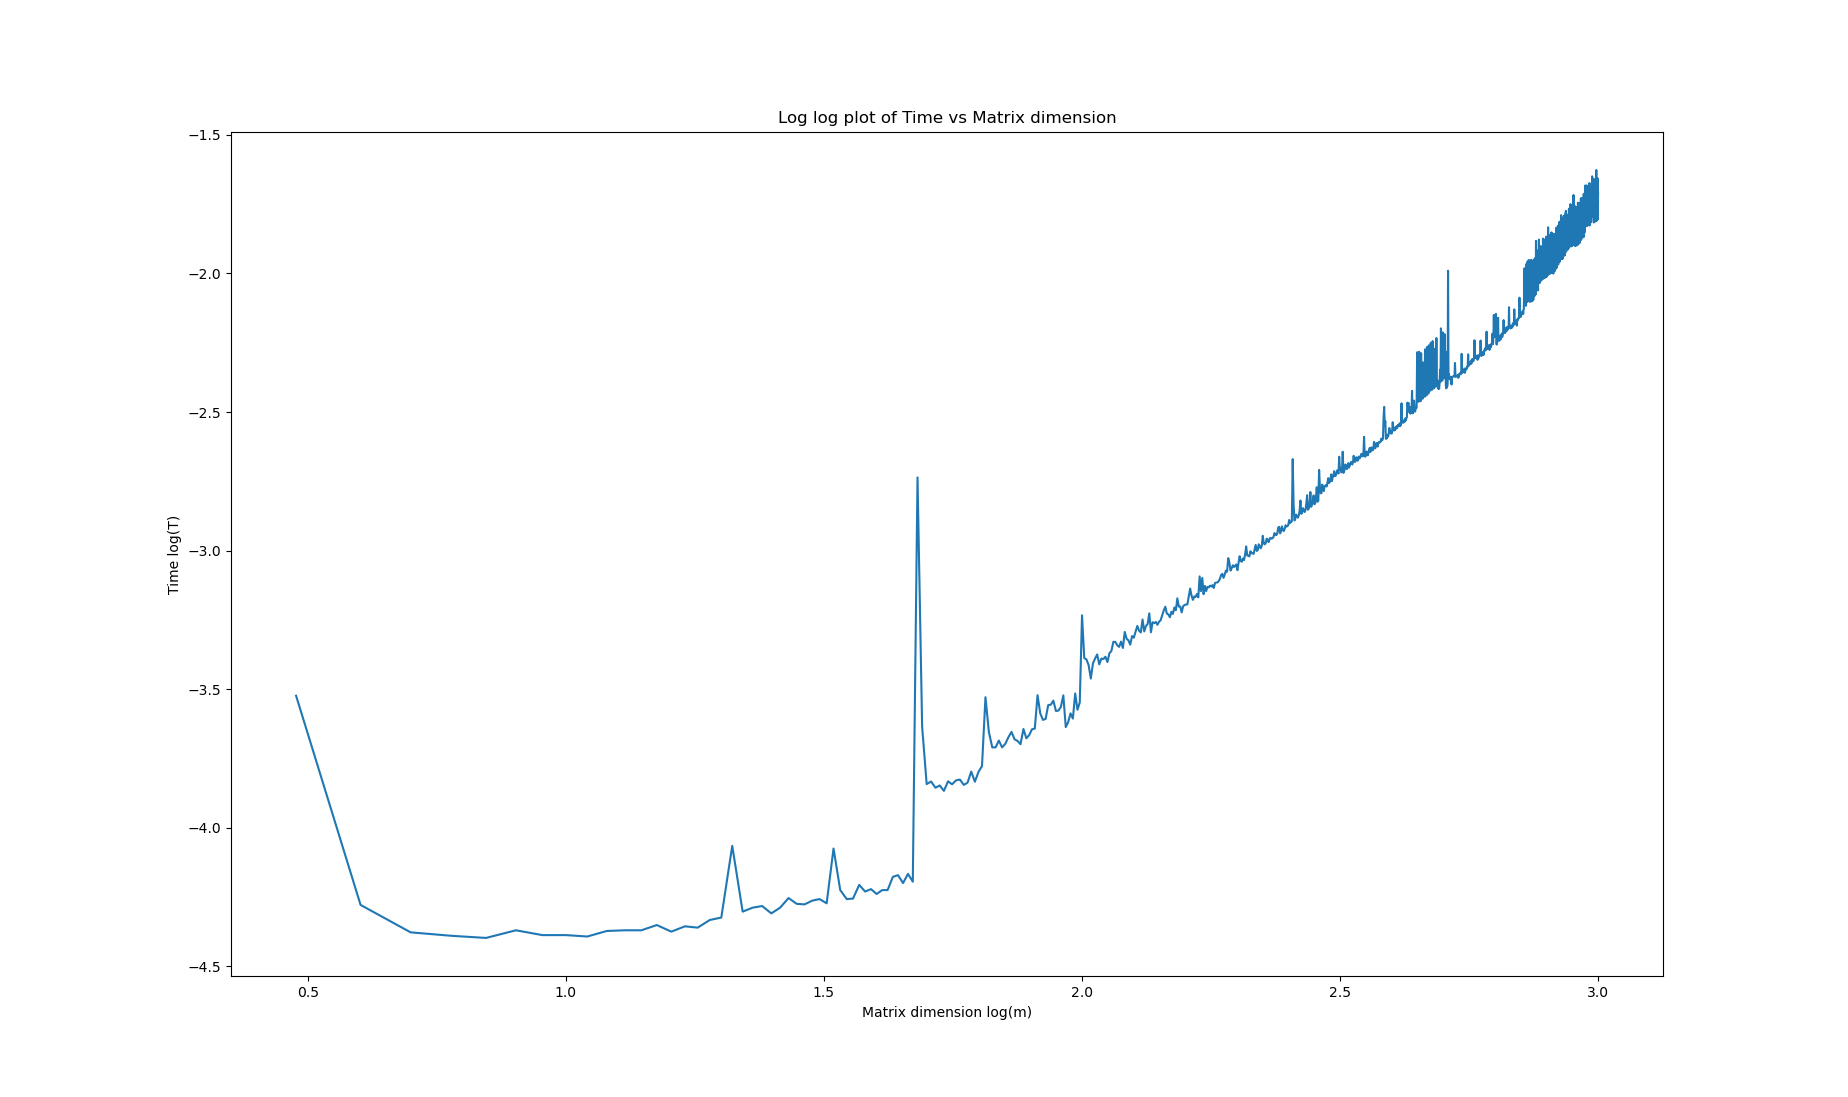 Log log plot of Time vs Matrix dimension
−1.5
−2.0
−2.5
−3.0
−3.5
−4.0
−4.5
Time log(T)
0.5 1.0 1.5 2.0 2.5 3.0
Matrix dimension log(m)